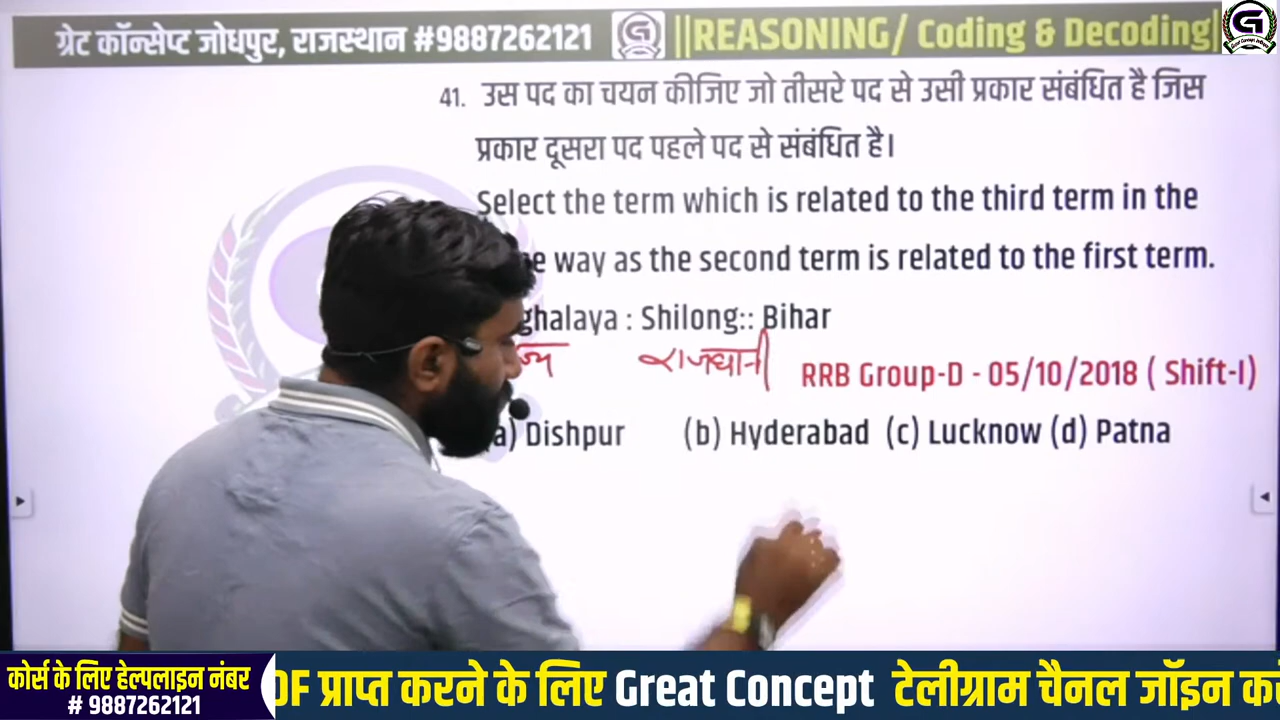 ग्रेट कॉन्सेप्ट जोधपुर, राजस्थान #9887262121 ||REASONING/ Coding & Decoding|
41. उस पद का चयन कीजिए जो तीसरे पद से उसी प्रकार संबंधित है जिस
प्रकार दूसरा पद पहले पद से संबंधित है।
Select the term which is related to the third term in the
way as the second term is related to the first term.
ghalaya : Shilong:: Bihar
राजधानी
RRB Group-D - 05/10/2018 ( Shift-I)
a) Dishpur (b) Hyderabad (c) Lucknow (d) Patna
कोर्स के लिए हेल्पलाइन नंबर
# 9887262121
DF प्राप्त करने के लिए Great Concept टेलीग्राम चैनल जॉइन